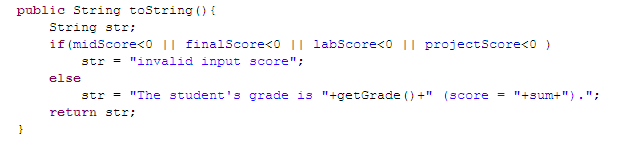 public String toString(){
String str;
if(midScore<0 || finalScore<0 || labScore<0 || projectScore<0 )
str = "invalid input score";
else
str = "The student's grade is "+getGrade()+" (score = "+sum+").";
return str;
}